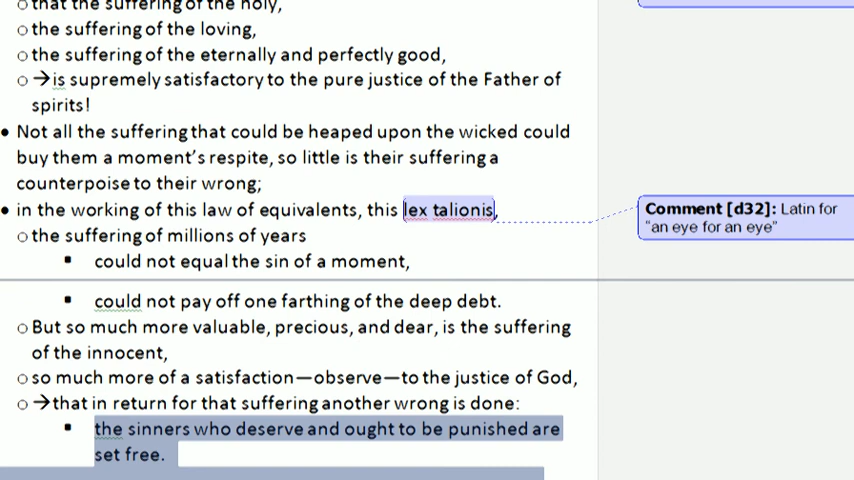 ○ that the suffering of the holy,
○ the suffering of the loving,
○ the suffering of the eternally and perfectly good,
○ →is supremely satisfactory to the pure justice of the Father of
spirits!
• Not all the suffering that could be heaped upon the wicked could
buy them a moment’s respite, so little is their suffering a
counterpoise to their wrong;
• in the working of this law of equivalents, this lex talionis,
○ the suffering of millions of years
▪ could not equal the sin of a moment,
▪ could not pay off one farthing of the deep debt.
○ But so much more valuable, precious, and dear, is the suffering
of the innocent,
○ so much more of a satisfaction—observe—to the justice of God,
○ →that in return for that suffering another wrong is done:
▪ the sinners who deserve and ought to be punished are
set free.
Comment [d32]: Latin for
“an eye for an eye”